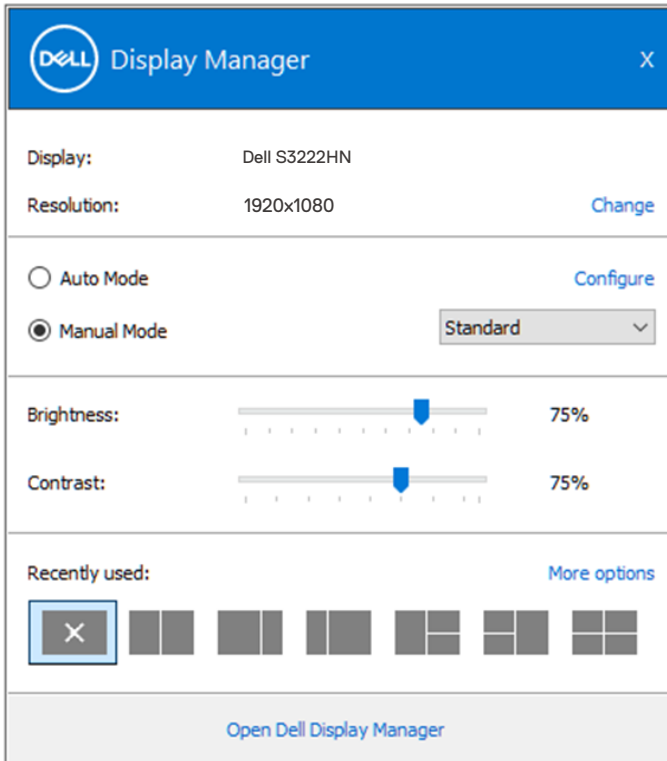 DELL Display Manager X
Display: Dell S3222HN
Resolution: 1920x1080 Change
Auto Mode Configure
Manual Mode Standard
Brightness: 75%
Contrast: 75%
Recently used: More options
Open Dell Display Manager